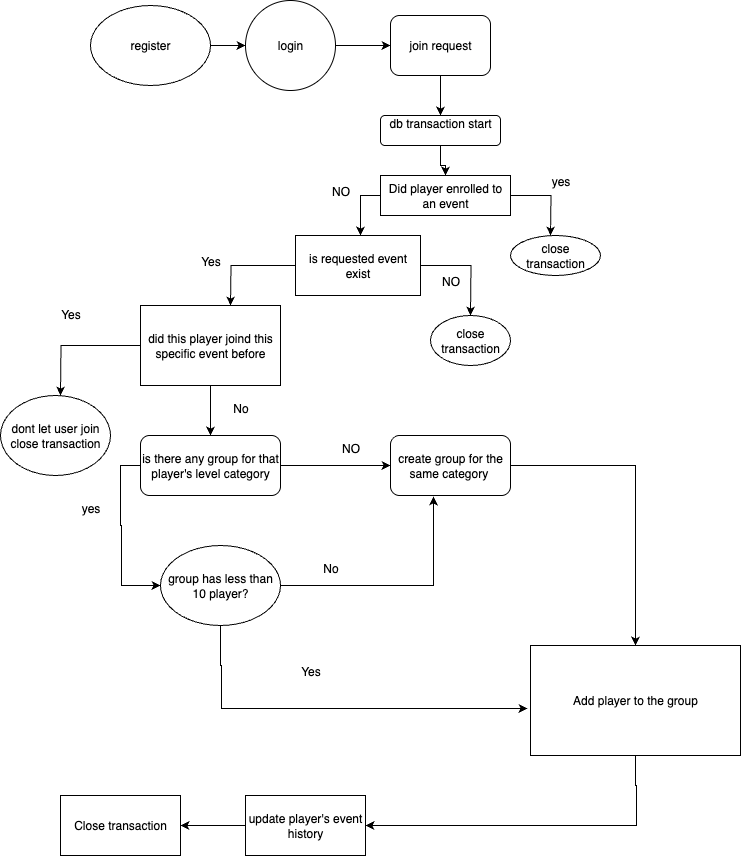 register
login
join request
db transaction start
Did player enrolled to
an event
NO
yes
close
transaction
is requested event
exist
Yes
NO
close
transaction
did this player joind this
specific event before
Yes
No
dont let user join
close transaction
is there any group for that
player's level category
NO
create group for the
same category
yes
group has less than
10 player?
No
Yes
Add player to the group
update player's event
history
Close transaction